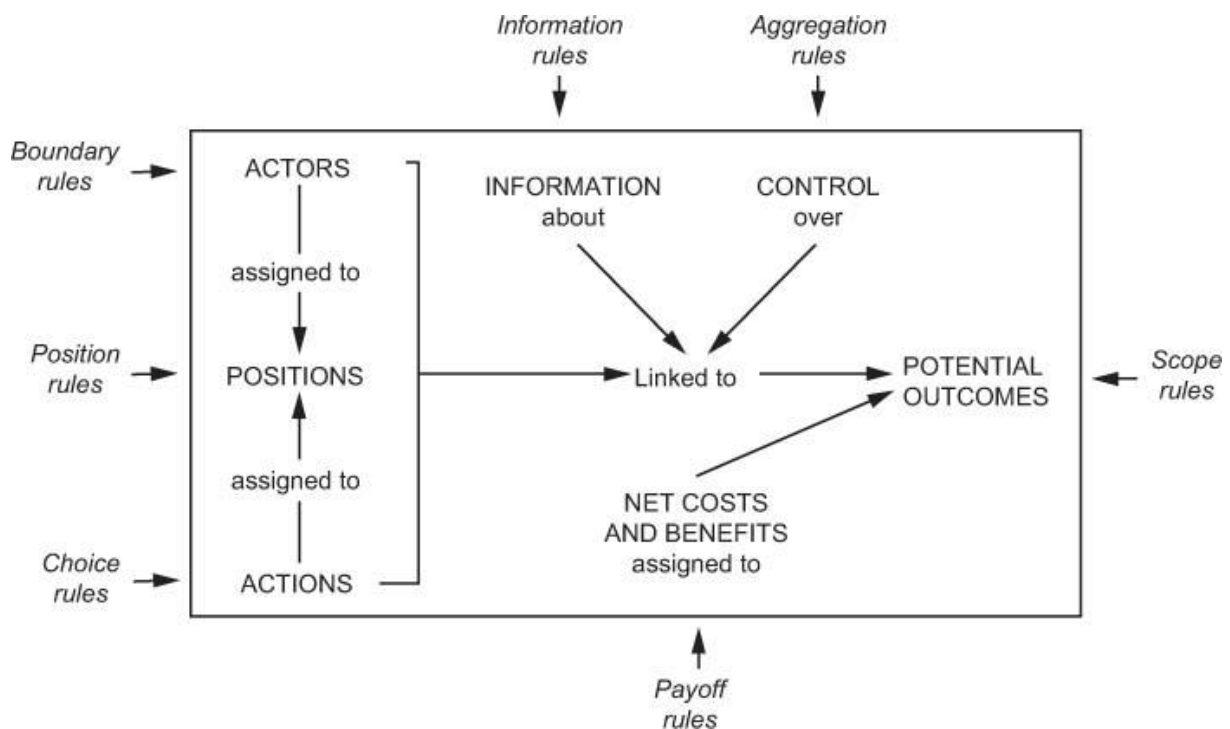 Information
rules
Aggregation
rules
Boundary
rules
ACTORS
INFORMATION
about
CONTROL
over
assigned to
Position
rules
POSITIONS
Linked to
POTENTIAL
OUTCOMES
Scope
rules
assigned to
NET COSTS
AND BENEFITS
assigned to
Choice
rules
ACTIONS
Payoff
rules